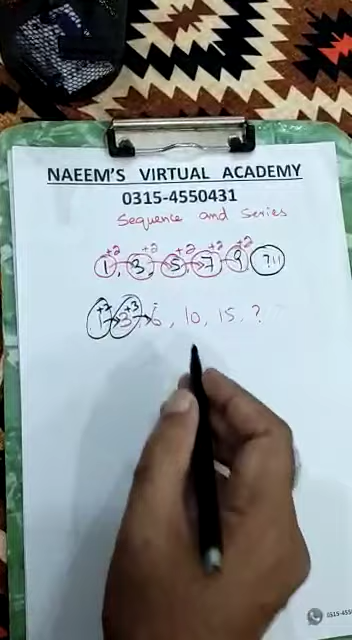 NAEEM'S VIRTUAL ACADEMY
0315-4550431
Sequence and Series
+2 +2 +2 +2 +2
1, 3, 5, 7, 9, ? 11
+2 +3
1, 3, 6, 10, 15, ?